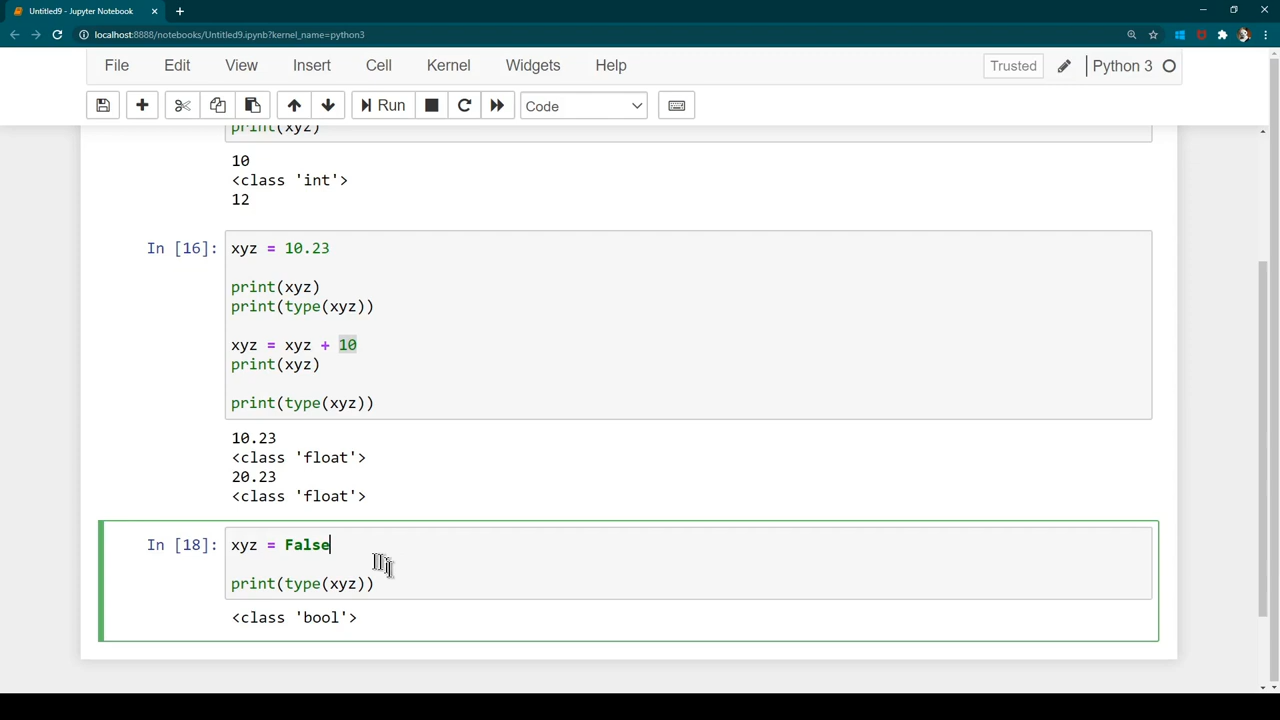 Untitled9 - Jupyter Notebook
localhost:8888/notebooks/Untitled9.ipynb?kernel_name=python3
File Edit View Insert Cell Kernel Widgets Help Trusted Python 3
Run Code
print(xyz)
10
<class 'int'>
12
In [16]: xyz = 10.23
print(xyz)
print(type(xyz))
xyz = xyz + 10
print(xyz)
print(type(xyz))
10.23
<class 'float'>
20.23
<class 'float'>
In [18]: xyz = False
print(type(xyz))
<class 'bool'>